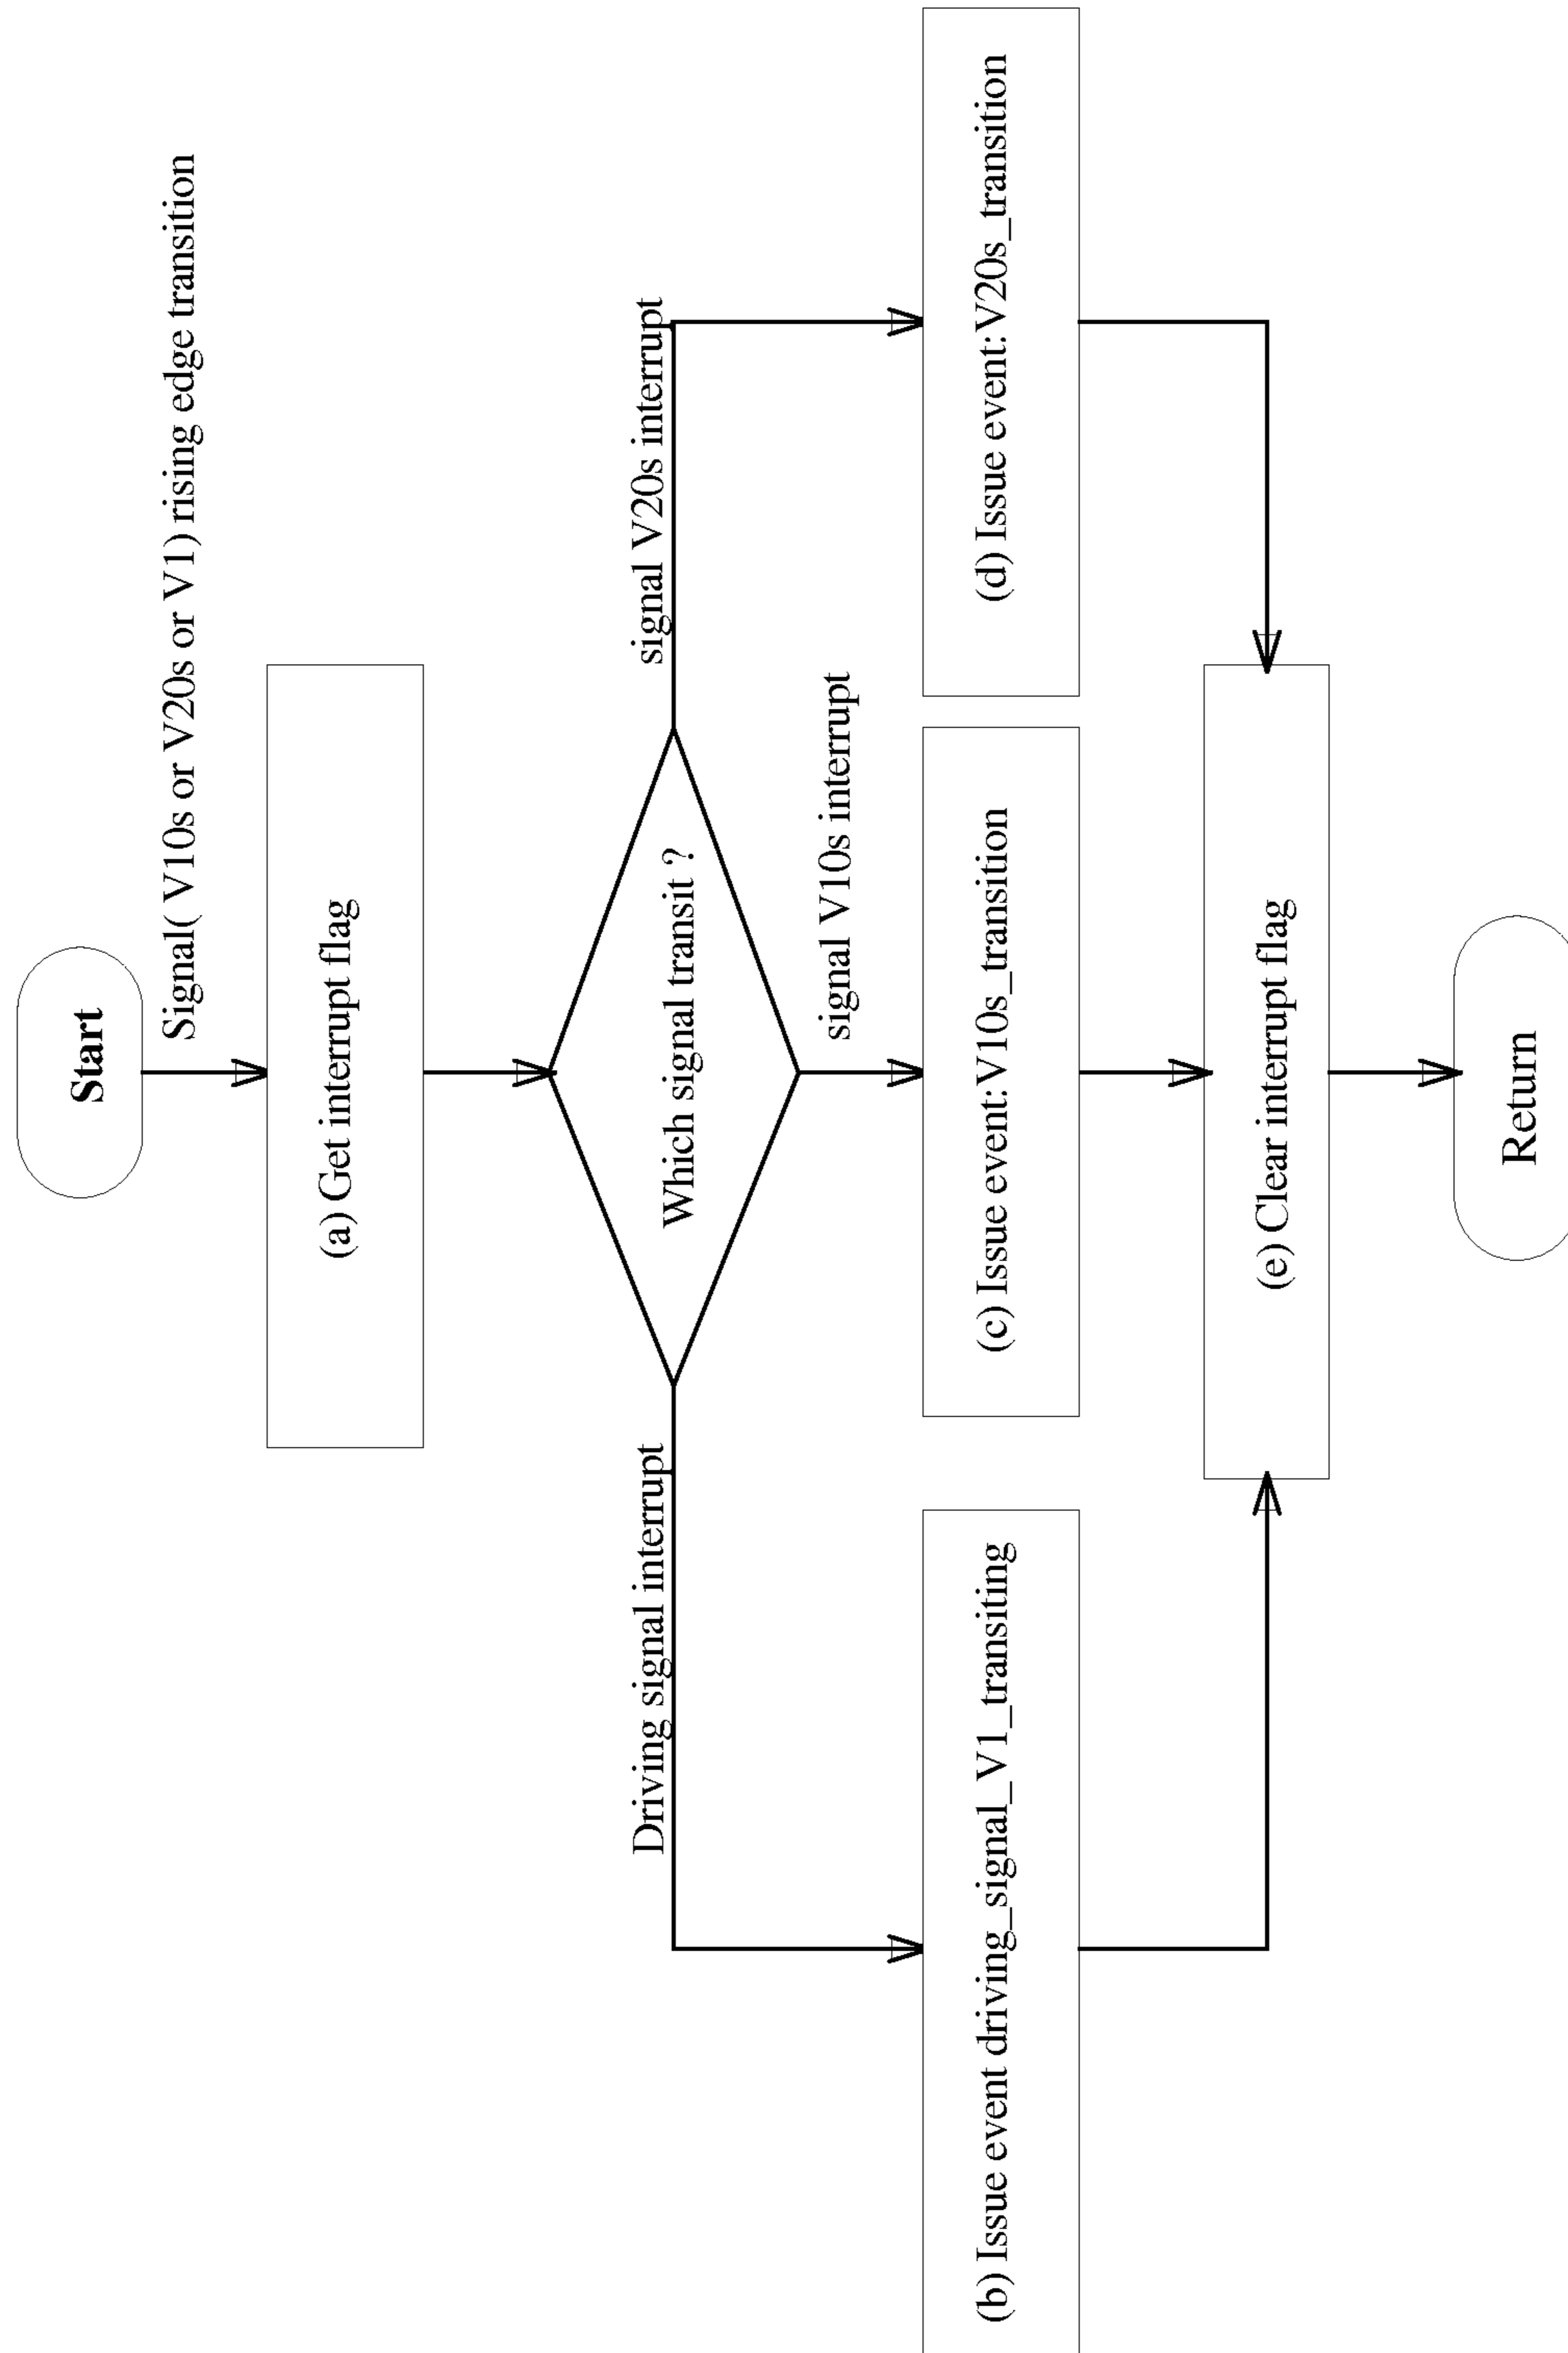 Start
Signal( V10s or V20s or V1) rising edge transition
(a) Get interrupt flag
Which signal transit ?
Driving signal interrupt
signal V10s interrupt
signal V20s interrupt
(b) Issue event driving_signal_V1_transiting
(c) Issue event:V10s_transition
(d) Issue event:V20s_transition
(e) Clear interrupt flag
Return